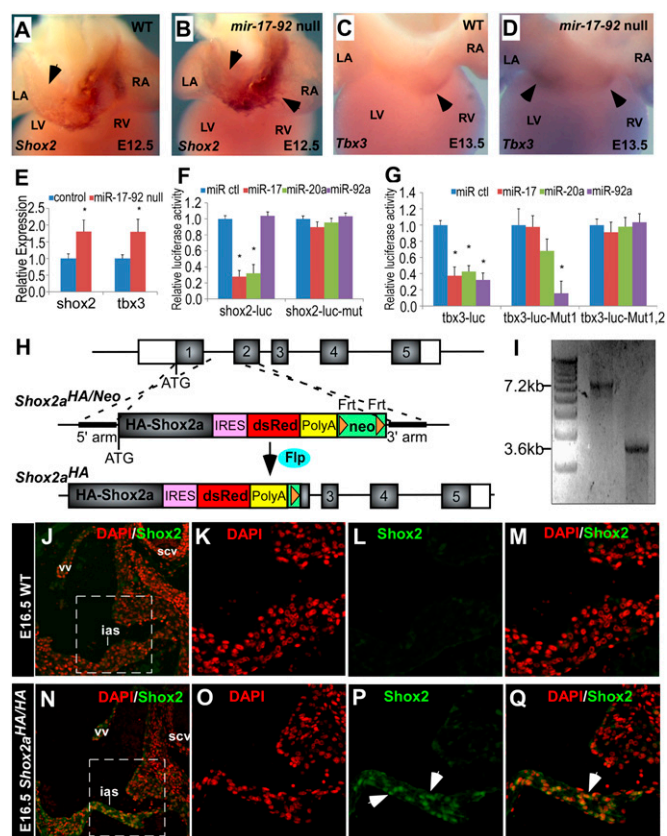 A WT
LA RA
LV RV
Shox2 E12.5
B mir-17-92 null
LA RA
LV RV
Shox2 E12.5
C WT
LA RA
LV RV
Tbx3 E13.5
D mir-17-92 null
LA RA
LV RV
Tbx3 E13.5
E
control miR-17-92 null
Relative Expression
2.5
2.0
1.5
1.0
0.5
0.0
* *
shox2 tbx3
F
miR ctl miR-17 miR-20a miR-92a
Relative luciferase activity
1.4
1.2
1.0
0.8
0.6
0.4
0.2
0
* *
shox2-luc shox2-luc-mut
G
miR ctl miR-17 miR-20a miR-92a
Relative luciferase activity
1.4
1.2
1.0
0.8
0.6
0.4
0.2
0.0
* * * *
tbx3-luc tbx3-luc-Mut1 tbx3-luc-Mut1,2
H
1 2 3 4 5
ATG
Shox2a HA/Neo
Frt Frt
HA-Shox2a IRES dsRed PolyA neo
5' arm 3' arm
ATG
Flp
Shox2a HA
HA-Shox2a IRES dsRed PolyA 3 4 5
I
7.2kb
3.6kb
E16.5 WT
J DAPI/Shox2
vv scv
ias
K DAPI
L Shox2
M DAPI/Shox2
E16.5 Shox2a HA/HA
N DAPI/Shox2
vv scv
ias
O DAPI
P Shox2
Q DAPI/Shox2